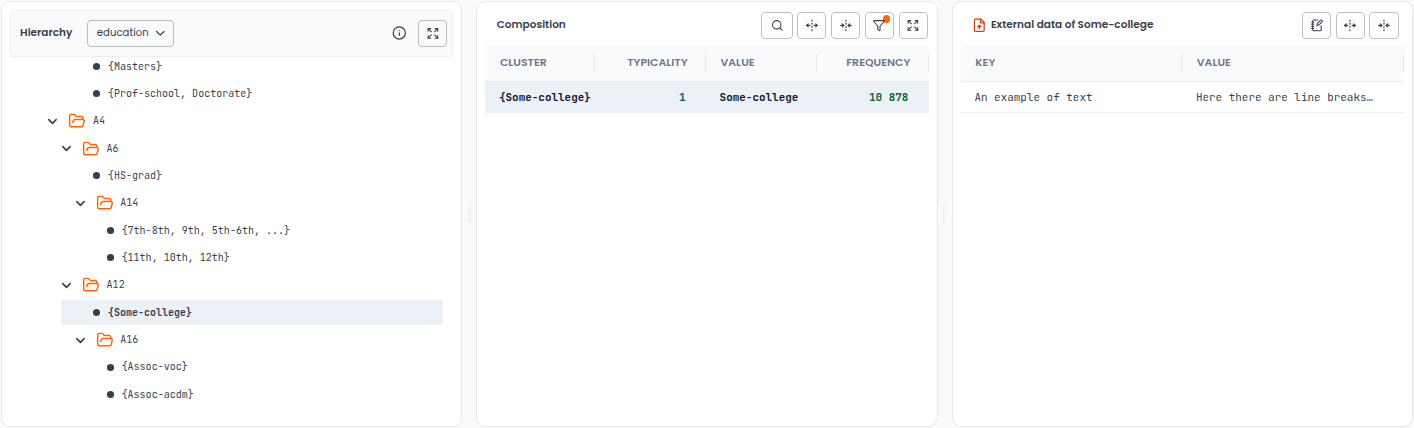 Hierarchy
education
{Masters}
{Prof-school, Doctorate}
A4
A6
{HS-grad}
A14
{7th-8th, 9th, 5th-6th, ...}
{11th, 10th, 12th}
A12
{Some-college}
A16
{Assoc-voc}
{Assoc-acdm}
Composition
CLUSTER TYPICALITY VALUE FREQUENCY
{Some-college} 1 Some-college 10 878
External data of Some-college
KEY VALUE
An example of text Here there are line breaks…